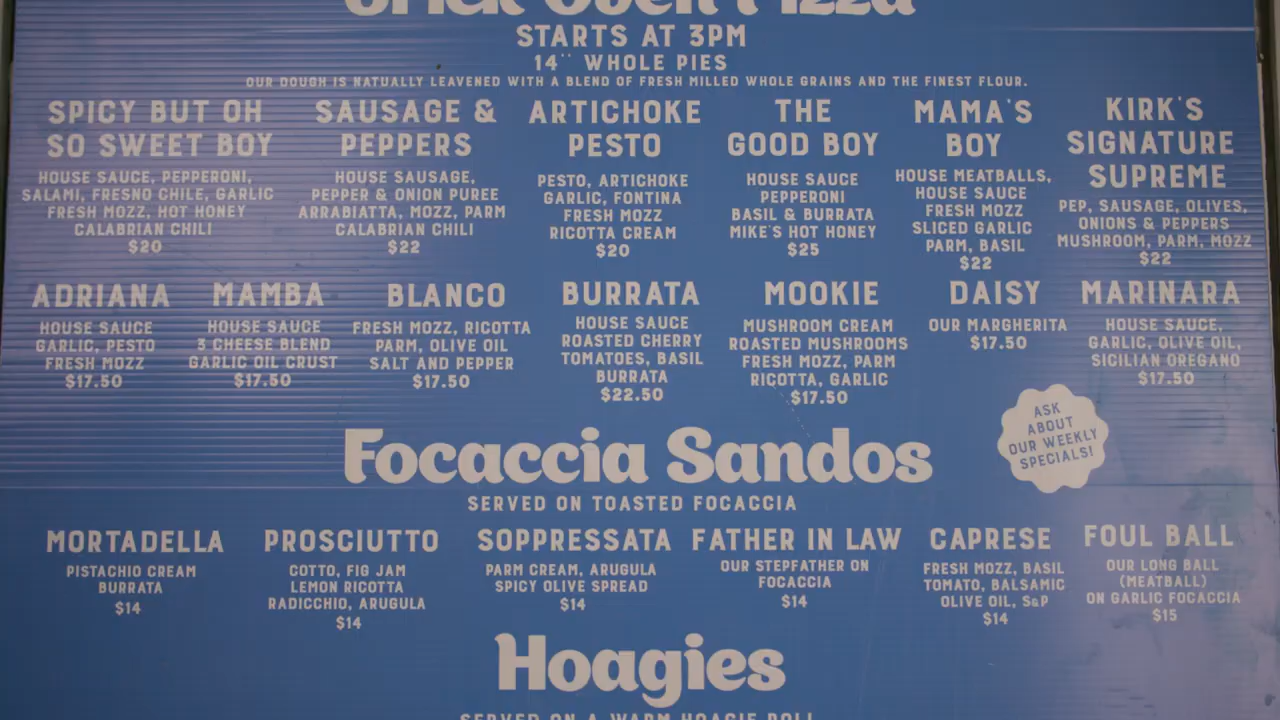 Brick Oven Pizza
STARTS AT 3PM
14" WHOLE PIES
OUR DOUGH IS NATUALLY LEAVENED WITH A BLEND OF FRESH MILLED WHOLE GRAINS AND THE FINEST FLOUR.
SPICY BUT OH
SO SWEET BOY
HOUSE SAUCE, PEPPERONI,
SALAMI, FRESNO CHILE, GARLIC
FRESH MOZZ, HOT HONEY
CALABRIAN CHILI
$20
SAUSAGE &
PEPPERS
HOUSE SAUSAGE,
PEPPER & ONION PUREE
ARRABIATTA, MOZZ, PARM
CALABRIAN CHILI
$22
ARTICHOKE
PESTO
PESTO, ARTICHOKE
GARLIC, FONTINA
FRESH MOZZ
RICOTTA CREAM
$20
THE
GOOD BOY
HOUSE SAUCE
PEPPERONI
BASIL & BURRATA
MIKE'S HOT HONEY
$25
MAMA'S
BOY
HOUSE MEATBALLS,
HOUSE SAUCE
FRESH MOZZ
SLICED GARLIC
PARM, BASIL
$22
KIRK'S
SIGNATURE
SUPREME
PEP, SAUSAGE, OLIVES,
ONIONS & PEPPERS
MUSHROOM, PARM, MOZZ
$22
ADRIANA
HOUSE SAUCE
GARLIC, PESTO
FRESH MOZZ
$17.50
MAMBA
HOUSE SAUCE
3 CHEESE BLEND
GARLIC OIL CRUST
$17.50
BLANCO
FRESH MOZZ, RICOTTA
PARM, OLIVE OIL
SALT AND PEPPER
$17.50
BURRATA
HOUSE SAUCE
ROASTED CHERRY
TOMATOES, BASIL
BURRATA
$22.50
MOOKIE
MUSHROOM CREAM
ROASTED MUSHROOMS
FRESH MOZZ, PARM
RICOTTA, GARLIC
$17.50
DAISY
OUR MARGHERITA
$17.50
MARINARA
HOUSE SAUCE,
GARLIC, OLIVE OIL,
SICILIAN OREGANO
$17.50
ASK
ABOUT
OUR WEEKLY
SPECIALS!
Focaccia Sandos
SERVED ON TOASTED FOCACCIA
MORTADELLA
PISTACHIO CREAM
BURRATA
$14
PROSCIUTTO
COTTO, FIG JAM
LEMON RICOTTA
RADICCHIO, ARUGULA
$14
SOPPRESSATA
PARM CREAM, ARUGULA
SPICY OLIVE SPREAD
$14
FATHER IN LAW
OUR STEPFATHER ON
FOCACCIA
$14
CAPRESE
FRESH MOZZ, BASIL
TOMATO, BALSAMIC
OLIVE OIL, S&P
$14
FOUL BALL
OUR LONG BALL
(MEATBALL)
ON GARLIC FOCACCIA
$15
Hoagies
SERVED ON A WARM HOAGIE ROLL